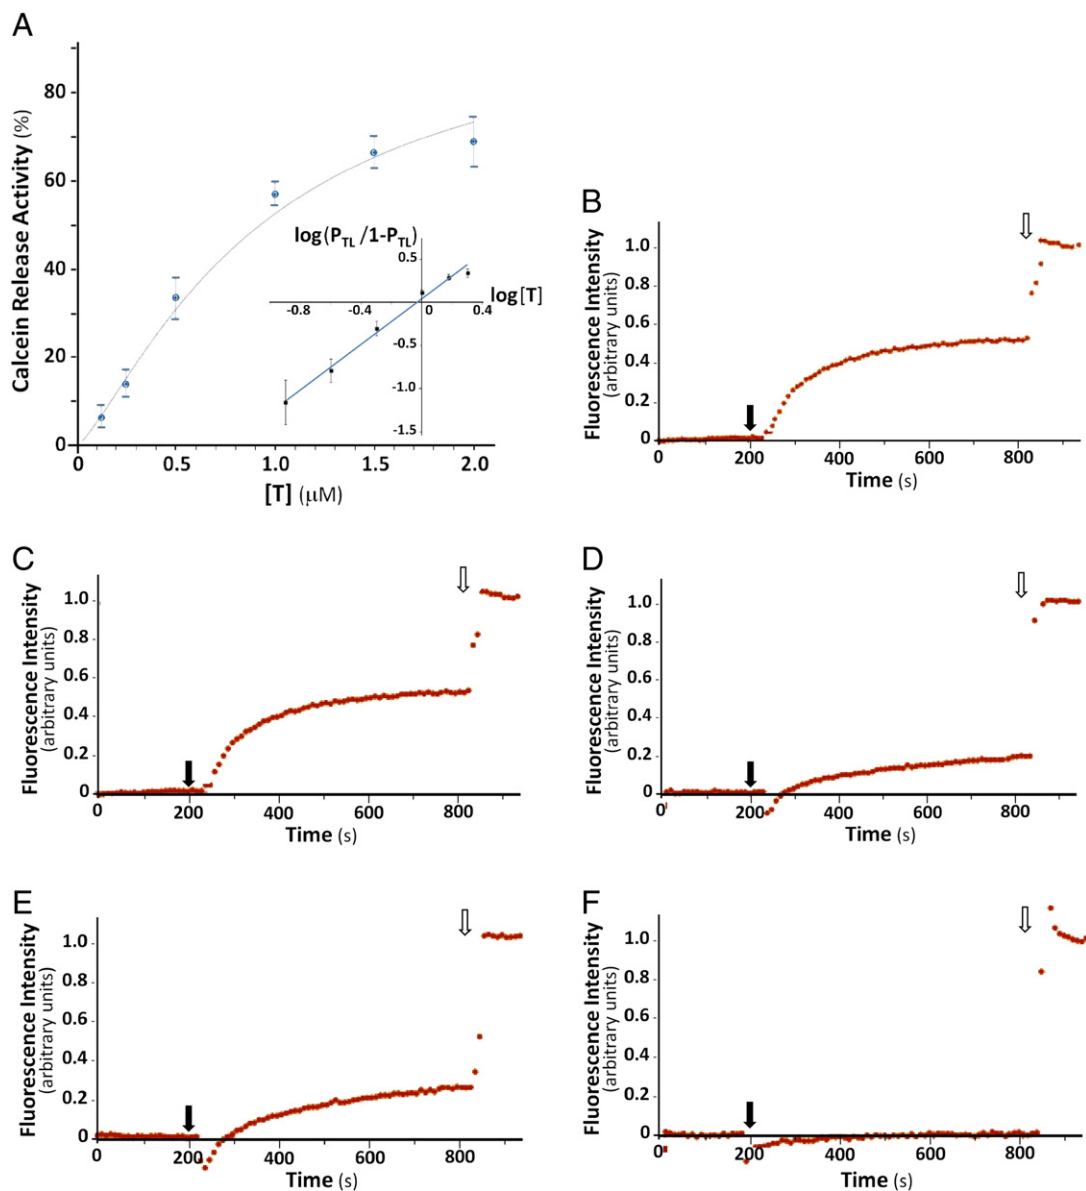 A
Calcein Release Activity (%)
80
60
40
20
0
0
0.5
1.0
1.5
2.0
[T] (μM)
log(PTL /1-PTL)
0.5
log[T]
-0.8
-0.4
0
0.4
-0.5
-1.0
-1.5
B
Fluorescence Intensity
(arbitrary units)
1.0
0.8
0.6
0.4
0.2
0
0
200
400
600
800
Time (s)
C
Fluorescence Intensity
(arbitrary units)
1.0
0.8
0.6
0.4
0.2
0
0
200
400
600
800
Time (s)
D
Fluorescence Intensity
(arbitrary units)
1.0
0.8
0.6
0.4
0.2
0
0
200
400
600
800
Time (s)
E
Fluorescence Intensity
(arbitrary units)
1.0
0.8
0.6
0.4
0.2
0
0
200
400
600
800
Time (s)
F
Fluorescence Intensity
(arbitrary units)
1.0
0.8
0.6
0.4
0.2
0
0
200
400
600
800
Time (s)